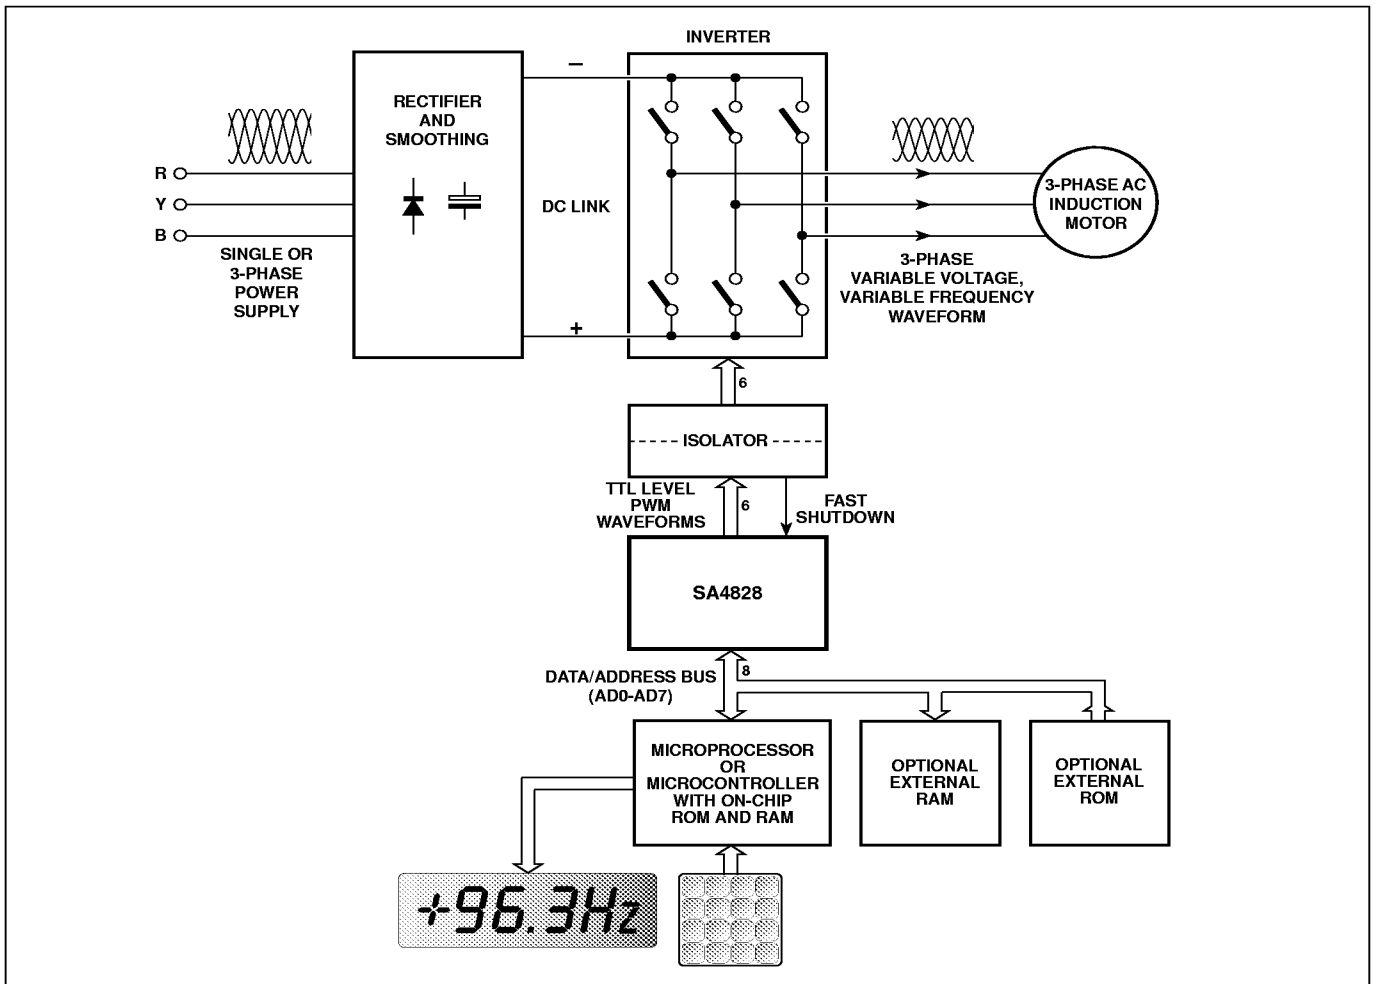 INVERTER
RECTIFIER
AND
SMOOTHING
−
R
Y
B
SINGLE OR
3-PHASE
POWER
SUPPLY
DC LINK
+
3-PHASE AC
INDUCTION
MOTOR
3-PHASE
VARIABLE VOLTAGE,
VARIABLE FREQUENCY
WAVEFORM
6
ISOLATOR
TTL LEVEL
PWM
WAVEFORMS
6
FAST
SHUTDOWN
SA4828
DATA/ADDRESS BUS
(AD0-AD7)
8
MICROPROCESSOR
OR
MICROCONTROLLER
WITH ON-CHIP
ROM AND RAM
OPTIONAL
EXTERNAL
RAM
OPTIONAL
EXTERNAL
ROM
+96.3Hz